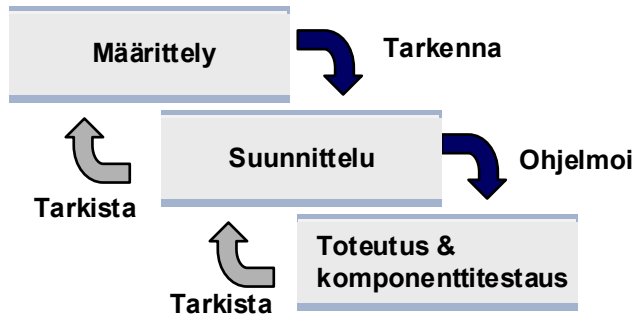 Määrittely
Tarkenna
Suunnittelu
Ohjelmoi
Tarkista
Toteutus &
komponenttitestaus
Tarkista